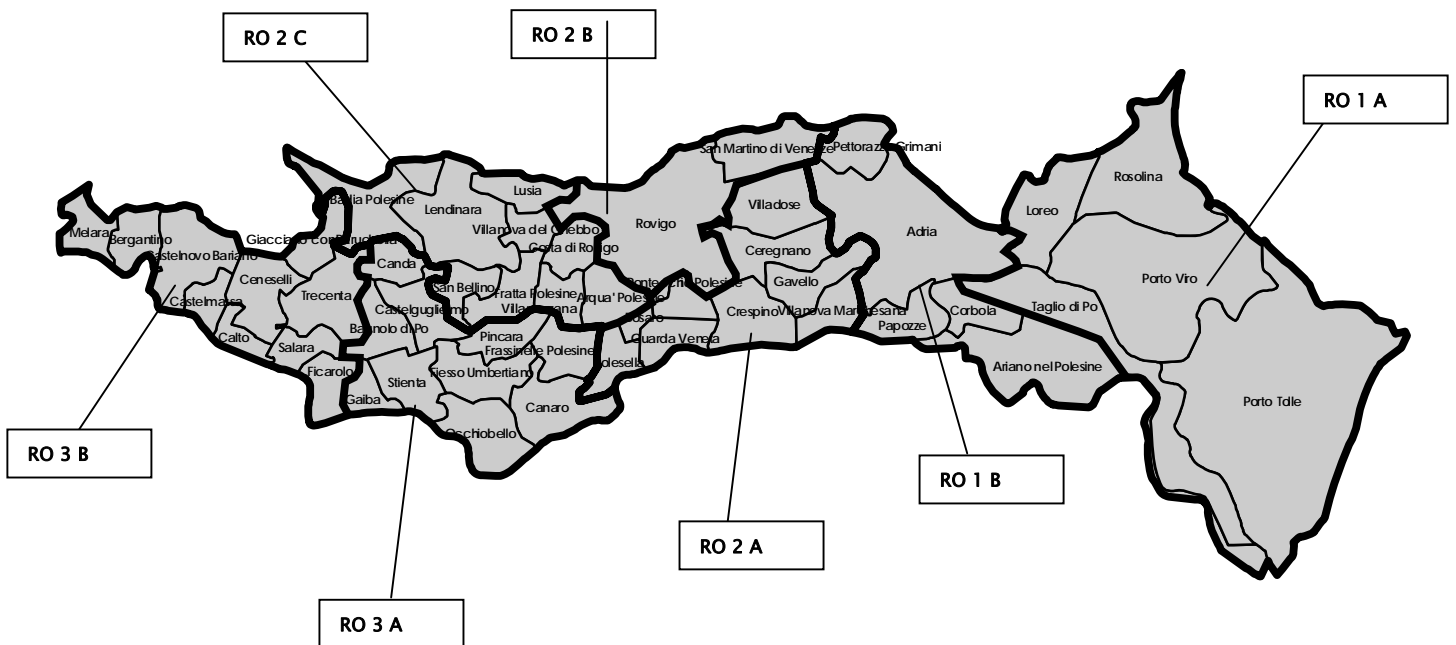 RO 2 C
RO 2 B
RO 1 A
San Martino di Venezze
Pettorazza Grimani
Rosolina
Lusia
Badia Polesine
Lendinara
Villadose
Loreo
Rovigo
Adria
Melara
Bergantino
Villanova del Ghebbo
Giacciano con Baruchella
Costa di Rovigo
Castelnovo Bariano
Canda
Ceregnano
Ceneselli
Porto Viro
San Bellino
Gavello
Fratta Polesine
Arqua' Polesine
Trecenta
Castelmassa
Castelguglielmo
Crespino
Villanova Marchesana
Corbola
Taglio di Po
Papozze
Bagnolo di Po
Calto
Pincara
Guarda Veneta
Salara
Frassinelle Polesine
Ficarolo
Fiesso Umbertiano
Ariano nel Polesine
Stienta
Gaiba
Canaro
Porto Tolle
Occhiobello
RO 3 B
RO 1 B
RO 2 A
RO 3 A